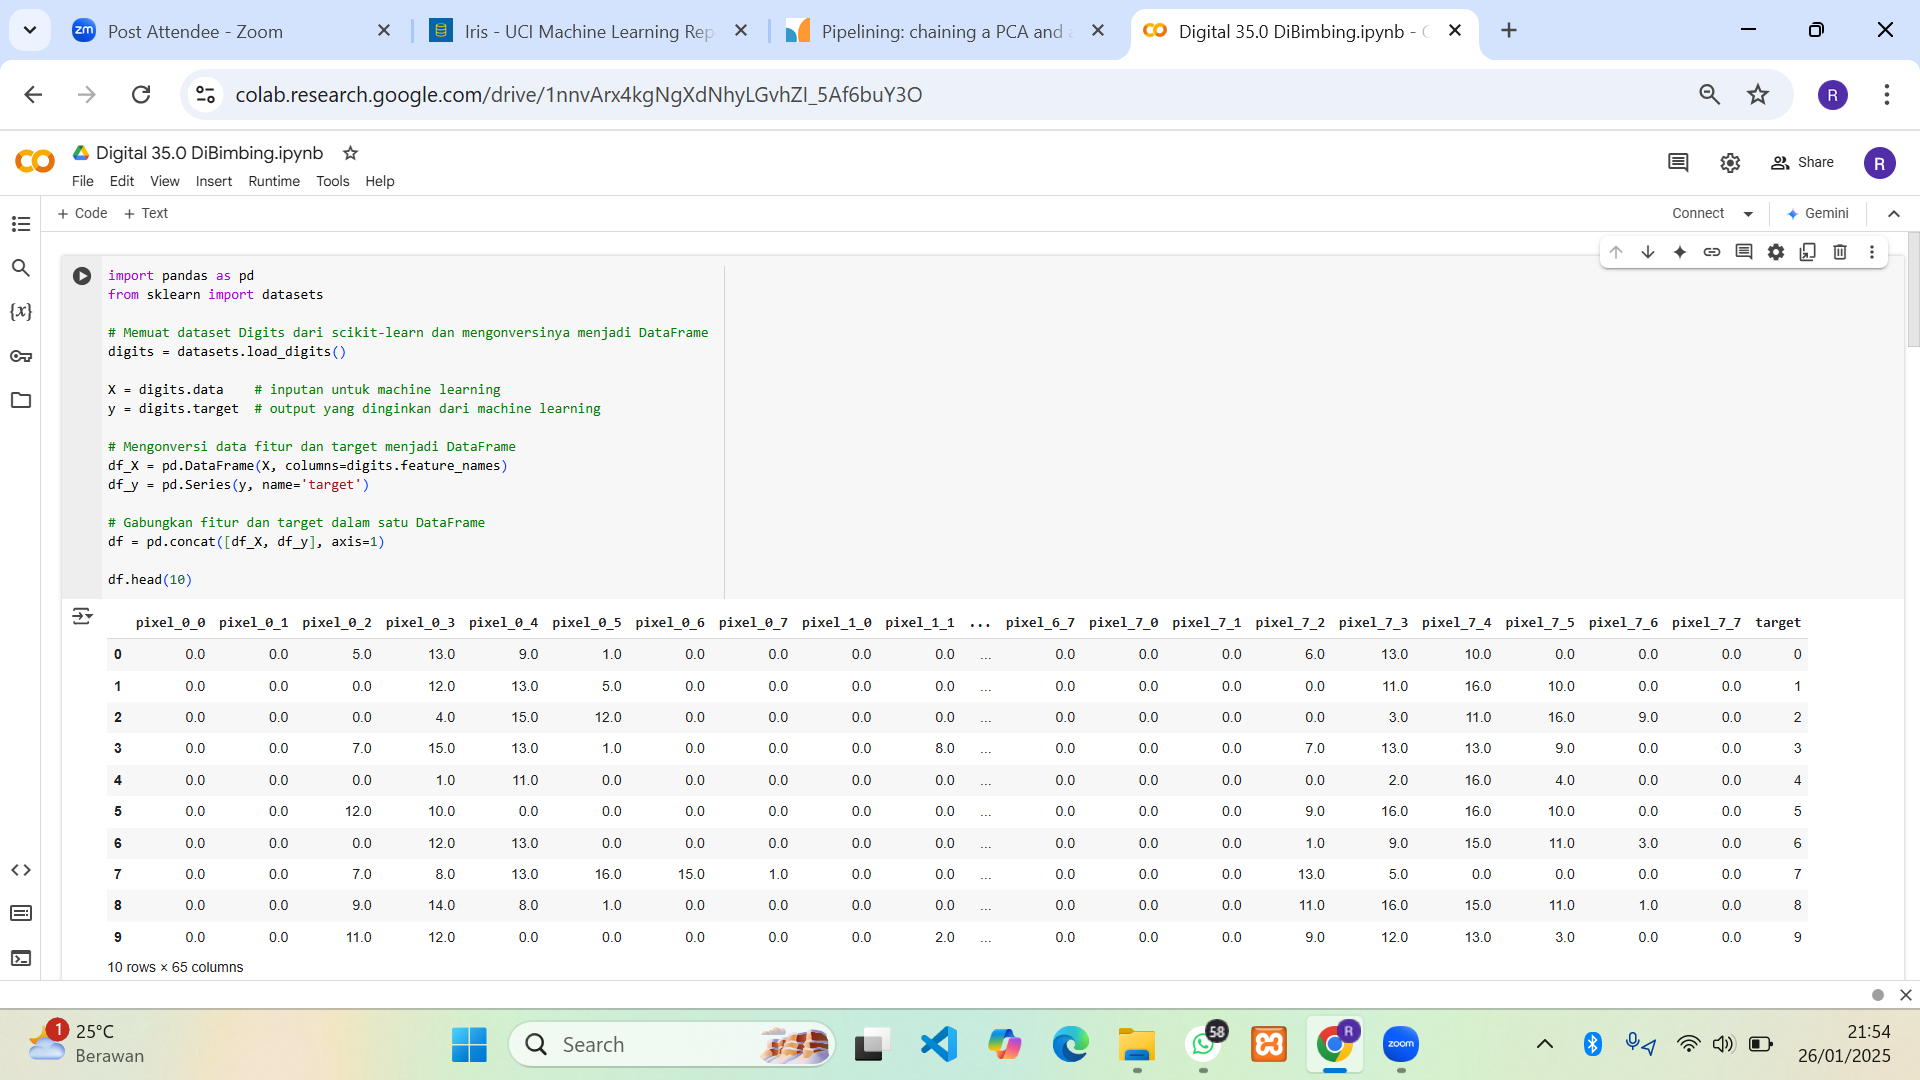 Post Attendee - Zoom
Iris - UCI Machine Learning Rep
Pipelining: chaining a PCA and a
Digital 35.0 DiBimbing.ipynb - C
colab.research.google.com/drive/1nnvArx4kgNgXdNhyLGvhZI_5Af6buY3O
R
Digital 35.0 DiBimbing.ipynb
Share
R
File Edit View Insert Runtime Tools Help
+ Code + Text
Connect
Gemini
import pandas as pd
from sklearn import datasets
# Memuat dataset Digits dari scikit-learn dan mengonversinya menjadi DataFrame
digits = datasets.load_digits()
X = digits.data    # inputan untuk machine learning
y = digits.target  # output yang dinginkan dari machine learning
# Mengonversi data fitur dan target menjadi DataFrame
df_X = pd.DataFrame(X, columns=digits.feature_names)
df_y = pd.Series(y, name='target')
# Gabungkan fitur dan target dalam satu DataFrame
df = pd.concat([df_X, df_y], axis=1)
df.head(10)
pixel_0_0 pixel_0_1 pixel_0_2 pixel_0_3 pixel_0_4 pixel_0_5 pixel_0_6 pixel_0_7 pixel_1_0 pixel_1_1 ... pixel_6_7 pixel_7_0 pixel_7_1 pixel_7_2 pixel_7_3 pixel_7_4 pixel_7_5 pixel_7_6 pixel_7_7 target
0 0.0 0.0 5.0 13.0 9.0 1.0 0.0 0.0 0.0 0.0 ... 0.0 0.0 0.0 6.0 13.0 10.0 0.0 0.0 0.0 0
1 0.0 0.0 0.0 12.0 13.0 5.0 0.0 0.0 0.0 0.0 ... 0.0 0.0 0.0 0.0 11.0 16.0 10.0 0.0 0.0 1
2 0.0 0.0 0.0 4.0 15.0 12.0 0.0 0.0 0.0 0.0 ... 0.0 0.0 0.0 0.0 3.0 11.0 16.0 9.0 0.0 2
3 0.0 0.0 7.0 15.0 13.0 1.0 0.0 0.0 0.0 8.0 ... 0.0 0.0 0.0 7.0 13.0 13.0 9.0 0.0 0.0 3
4 0.0 0.0 0.0 1.0 11.0 0.0 0.0 0.0 0.0 0.0 ... 0.0 0.0 0.0 0.0 2.0 16.0 4.0 0.0 0.0 4
5 0.0 0.0 12.0 10.0 0.0 0.0 0.0 0.0 0.0 0.0 ... 0.0 0.0 0.0 9.0 16.0 16.0 10.0 0.0 0.0 5
6 0.0 0.0 0.0 12.0 13.0 0.0 0.0 0.0 0.0 0.0 ... 0.0 0.0 0.0 1.0 9.0 15.0 11.0 3.0 0.0 6
7 0.0 0.0 7.0 8.0 13.0 16.0 15.0 1.0 0.0 0.0 ... 0.0 0.0 0.0 13.0 5.0 0.0 0.0 0.0 0.0 7
8 0.0 0.0 9.0 14.0 8.0 1.0 0.0 0.0 0.0 0.0 ... 0.0 0.0 0.0 11.0 16.0 15.0 11.0 1.0 0.0 8
9 0.0 0.0 11.0 12.0 0.0 0.0 0.0 0.0 0.0 2.0 ... 0.0 0.0 0.0 9.0 12.0 13.0 3.0 0.0 0.0 9
10 rows × 65 columns
1
25°C
Berawan
Search
58
R
zoom
21:54
26/01/2025